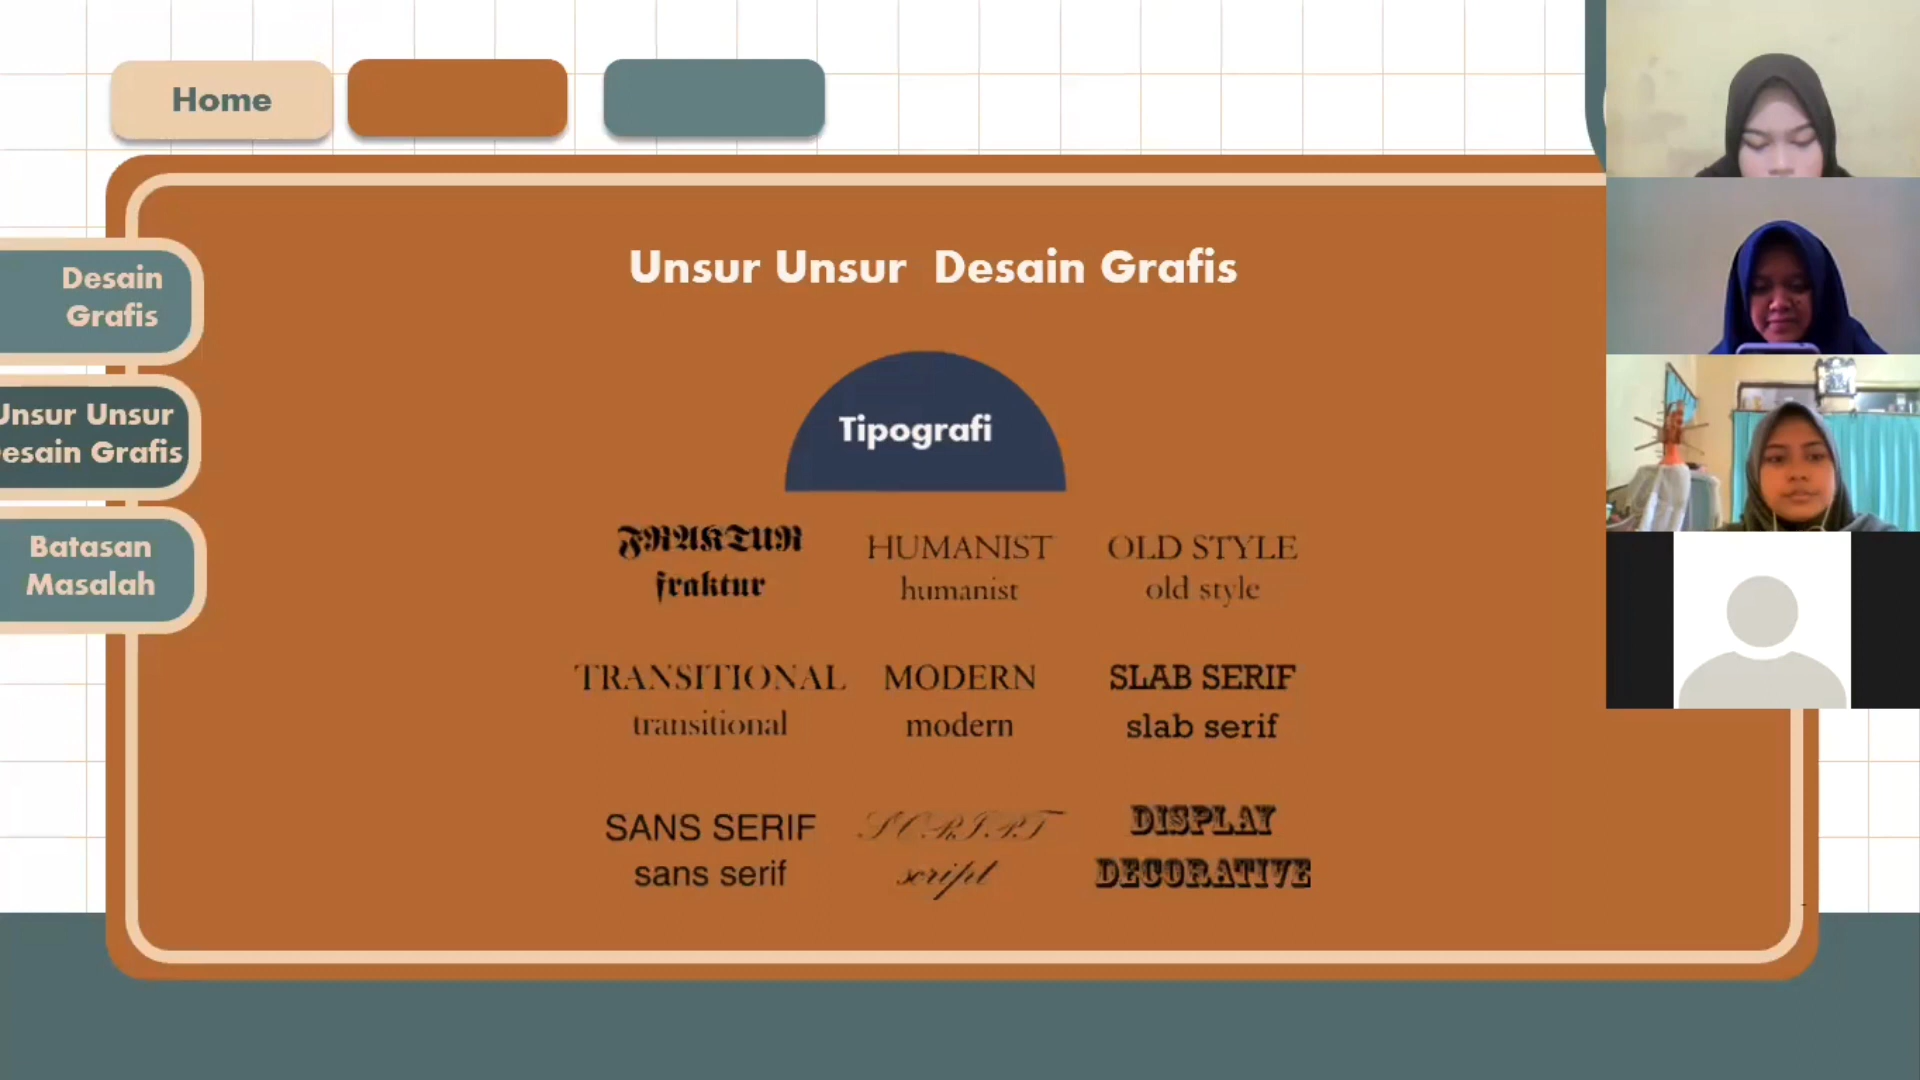 Home
Desain
Grafis
Unsur Unsur
esain Grafis
Batasan
Masalah
Unsur Unsur Desain Grafis
Tipografi
FRAKTUR
fraktur
HUMANIST
humanist
OLD STYLE
old style
TRANSITIONAL
transitional
MODERN
modern
SLAB SERIF
slab serif
SANS SERIF
sans serif
SCRIPT
script
DISPLAY
DECORATIVE